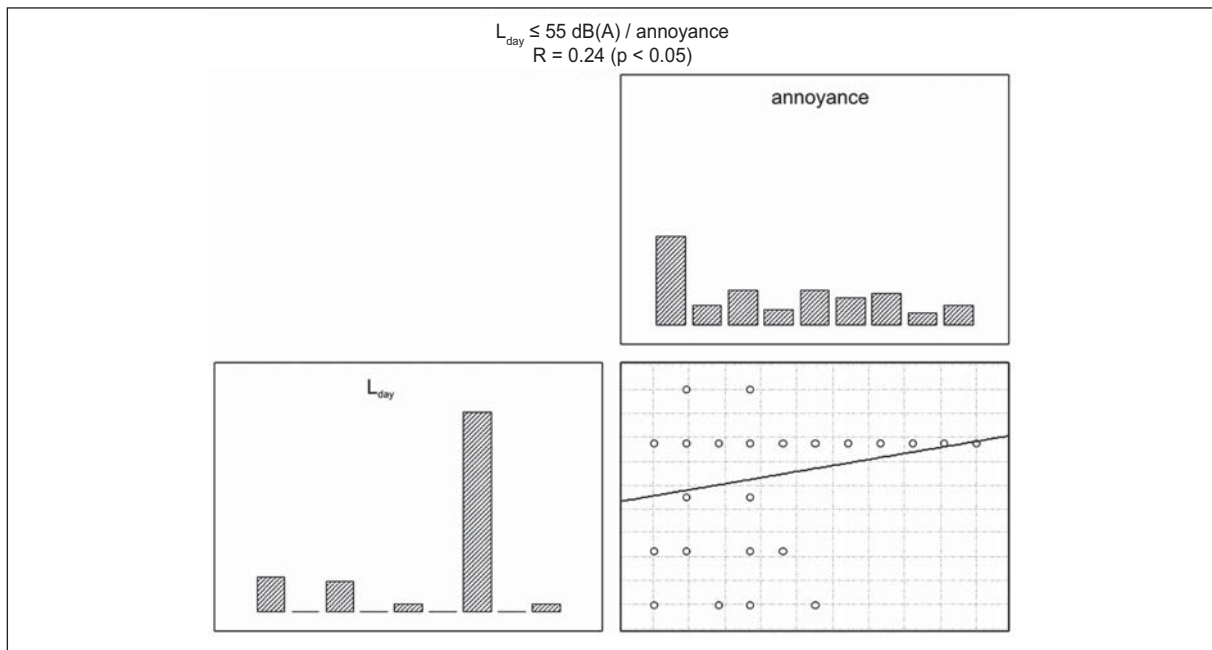 L_day ≤ 55 dB(A) / annoyance
R = 0.24 (p < 0.05)
annoyance
L_day